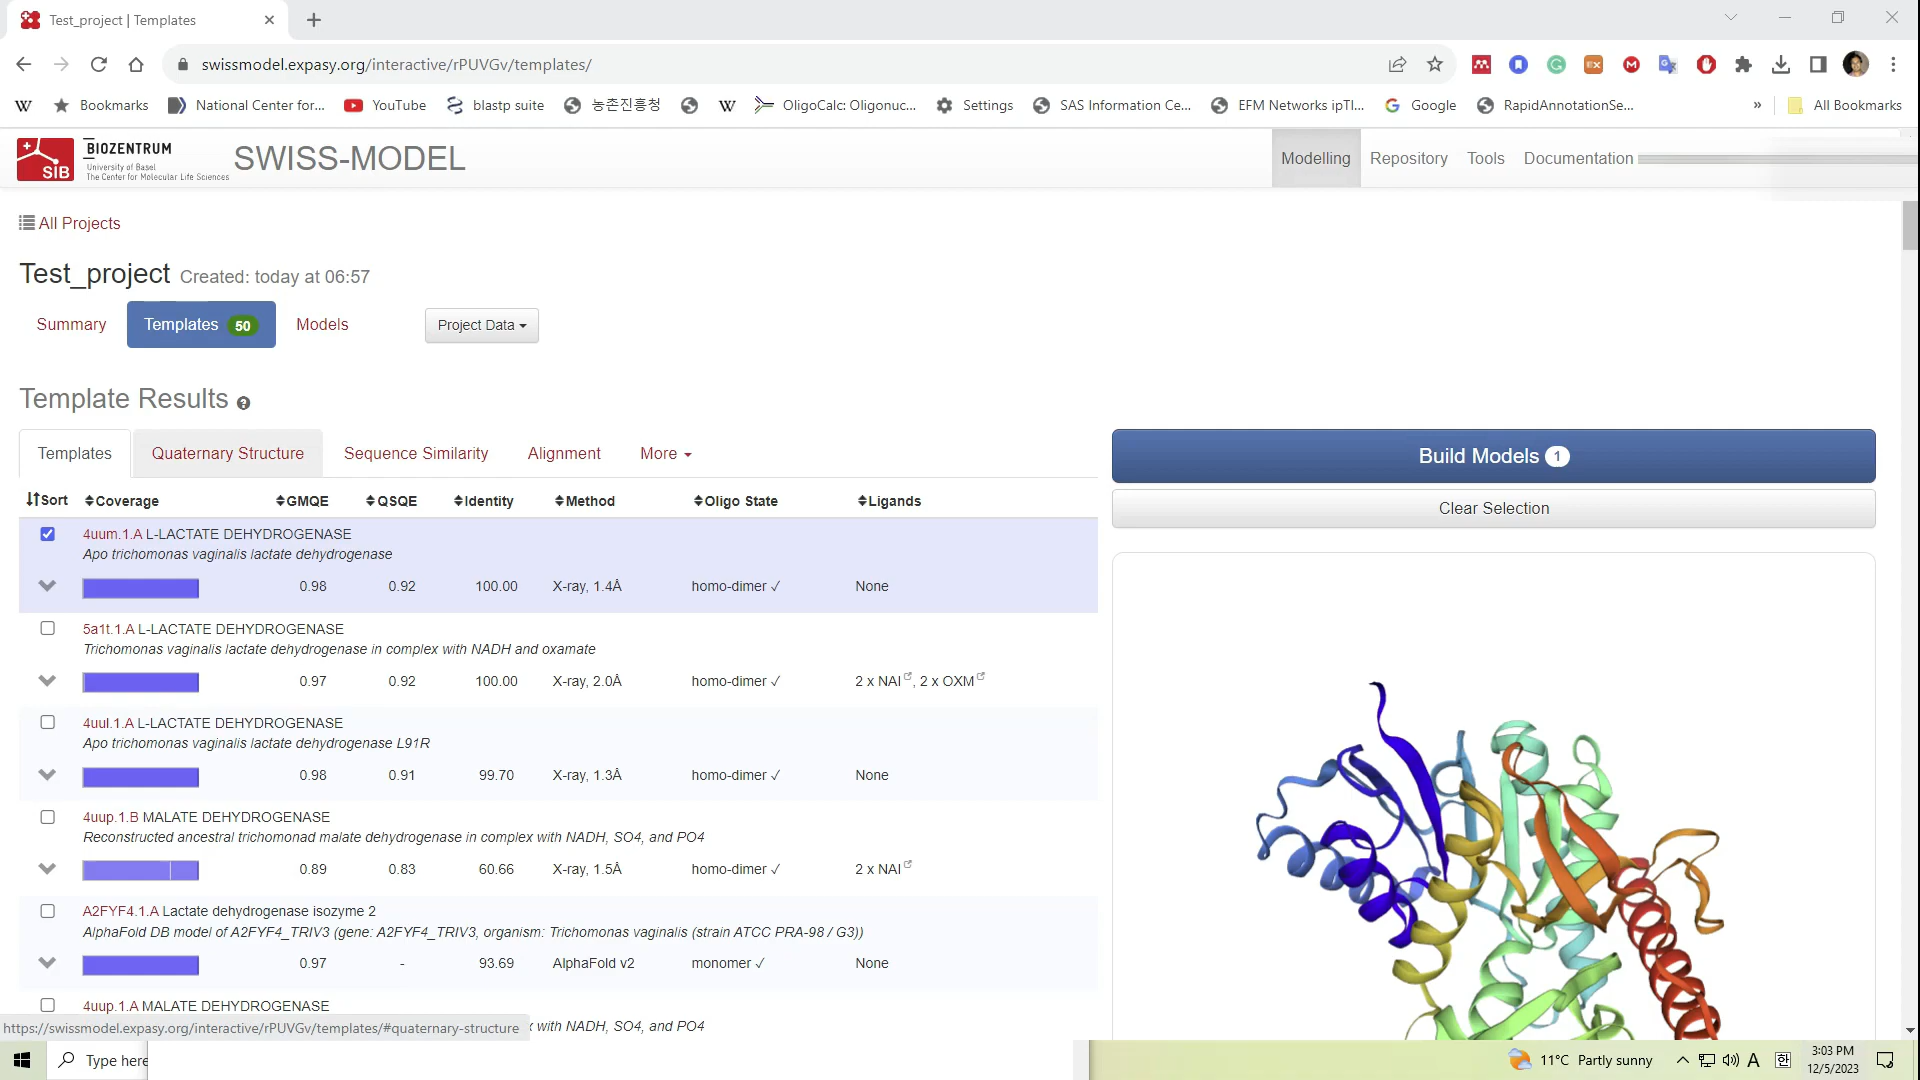 Test_project | Templates
swissmodel.expasy.org/interactive/rPUVGv/templates/
Bookmarks National Center for... YouTube blastp suite 농촌진흥청 OligoCalc: Oligonuc... Settings SAS Information Ce... EFM Networks ipTI... Google RapidAnnotationSe... » All Bookmarks
SIB
BIOZENTRUM
University of Basel
The Center for Molecular Life Sciences
SWISS-MODEL
Modelling Repository Tools Documentation
All Projects
Test_project Created: today at 06:57
Summary Templates 50 Models Project Data
Template Results
Templates Quaternary Structure Sequence Similarity Alignment More
Build Models 1
Clear Selection
Sort Coverage GMQE QSQE Identity Method Oligo State Ligands
4uum.1.A L-LACTATE DEHYDROGENASE
Apo trichomonas vaginalis lactate dehydrogenase
0.98 0.92 100.00 X-ray, 1.4Å homo-dimer ✓ None
5a1t.1.A L-LACTATE DEHYDROGENASE
Trichomonas vaginalis lactate dehydrogenase in complex with NADH and oxamate
0.97 0.92 100.00 X-ray, 2.0Å homo-dimer ✓ 2 x NAI, 2 x OXM
4uul.1.A L-LACTATE DEHYDROGENASE
Apo trichomonas vaginalis lactate dehydrogenase L91R
0.98 0.91 99.70 X-ray, 1.3Å homo-dimer ✓ None
4uup.1.B MALATE DEHYDROGENASE
Reconstructed ancestral trichomonad malate dehydrogenase in complex with NADH, SO4, and PO4
0.89 0.83 60.66 X-ray, 1.5Å homo-dimer ✓ 2 x NAI
A2FYF4.1.A Lactate dehydrogenase isozyme 2
AlphaFold DB model of A2FYF4_TRIV3 (gene: A2FYF4_TRIV3, organism: Trichomonas vaginalis (strain ATCC PRA-98 / G3))
0.97 - 93.69 AlphaFold v2 monomer ✓ None
4uup.1.A MALATE DEHYDROGENASE
with NADH, SO4, and PO4
https://swissmodel.expasy.org/interactive/rPUVGv/templates/#quaternary-structure
Type here
11°C Partly sunny
A 한
3:03 PM
12/5/2023